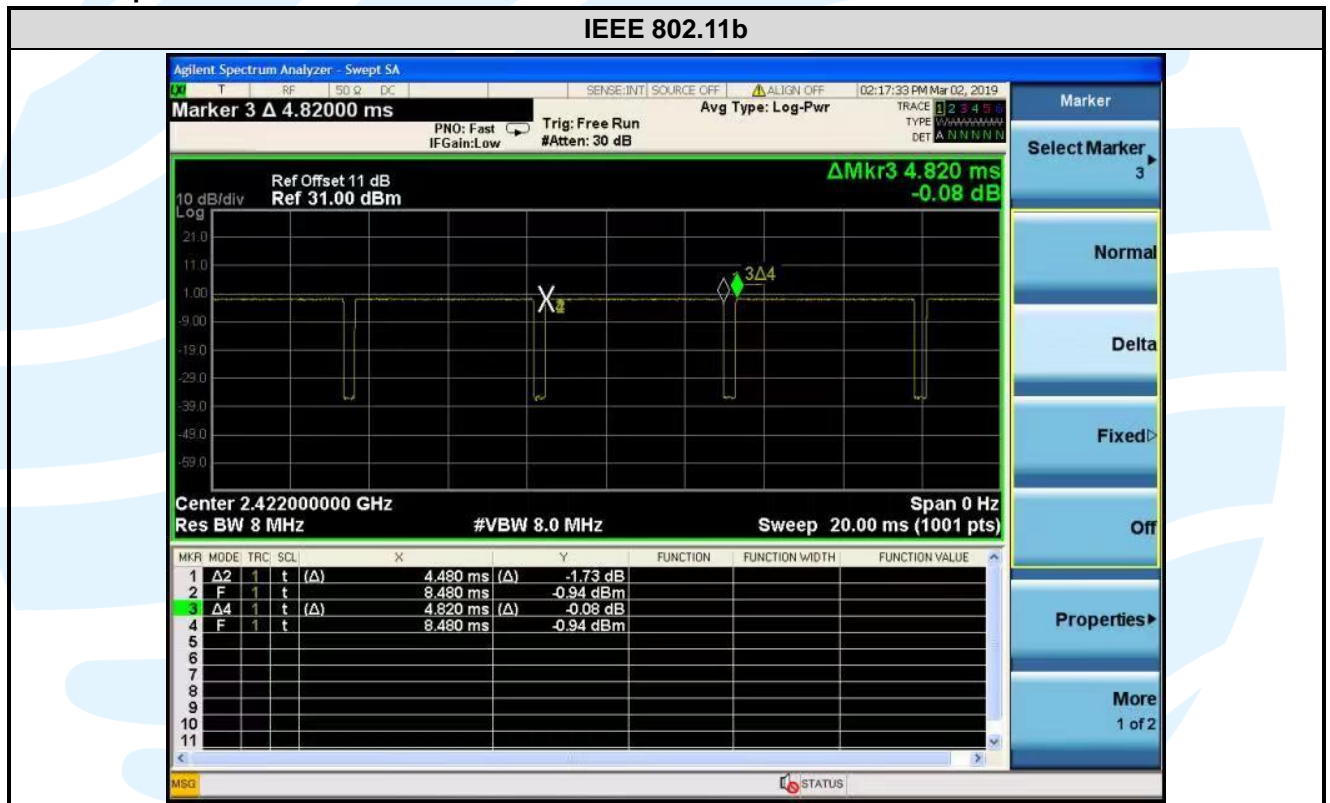 IEEE 802.11b
Agilent Spectrum Analyzer - Swept SA
T RF 50 Ω DC SENSE:INT SOURCE OFF ALIGN OFF 02:17:33 PM Mar 02, 2019
Marker 3 Δ 4.82000 ms
PNO: Fast
IFGain:Low
Trig: Free Run
#Atten: 30 dB
Avg Type: Log-Pwr
TRACE 1 2 3 4 5 6
TYPE
DET A N N N N N
ΔMkr3 4.820 ms
-0.08 dB
Ref Offset 11 dB
10 dB/div Ref 31.00 dBm
Log
21.0
11.0
1.00
-9.00
-19.0
-29.0
-39.0
-49.0
-59.0
3Δ4
Center 2.422000000 GHz Span 0 Hz
Res BW 8 MHz #VBW 8.0 MHz Sweep 20.00 ms (1001 pts)
MKR MODE TRC SCL X Y FUNCTION FUNCTION WIDTH FUNCTION VALUE
1 Δ2 1 t (Δ) 4.480 ms (Δ) -1.73 dB
2 F 1 t 8.480 ms -0.94 dBm
3 Δ4 1 t (Δ) 4.820 ms (Δ) -0.08 dB
4 F 1 t 8.480 ms -0.94 dBm
5
6
7
8
9
10
11
MSG STATUS
Marker
Select Marker
3
Normal
Delta
Fixed
Off
Properties
More
1 of 2